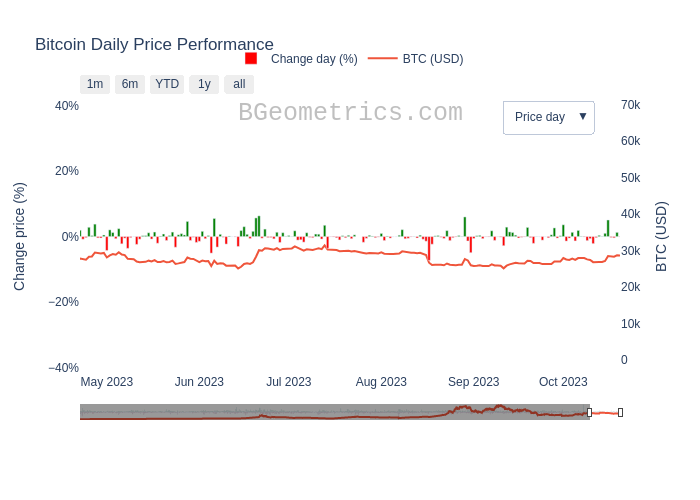 Bitcoin Daily Price Performance
Change day (%) BTC (USD)
1m 6m YTD 1y all
BGeometrics.com
Price day ▼
40%
20%
0%
−20%
−40%
Change price (%)
70k
60k
50k
40k
30k
20k
10k
0
BTC (USD)
May 2023 Jun 2023 Jul 2023 Aug 2023 Sep 2023 Oct 2023